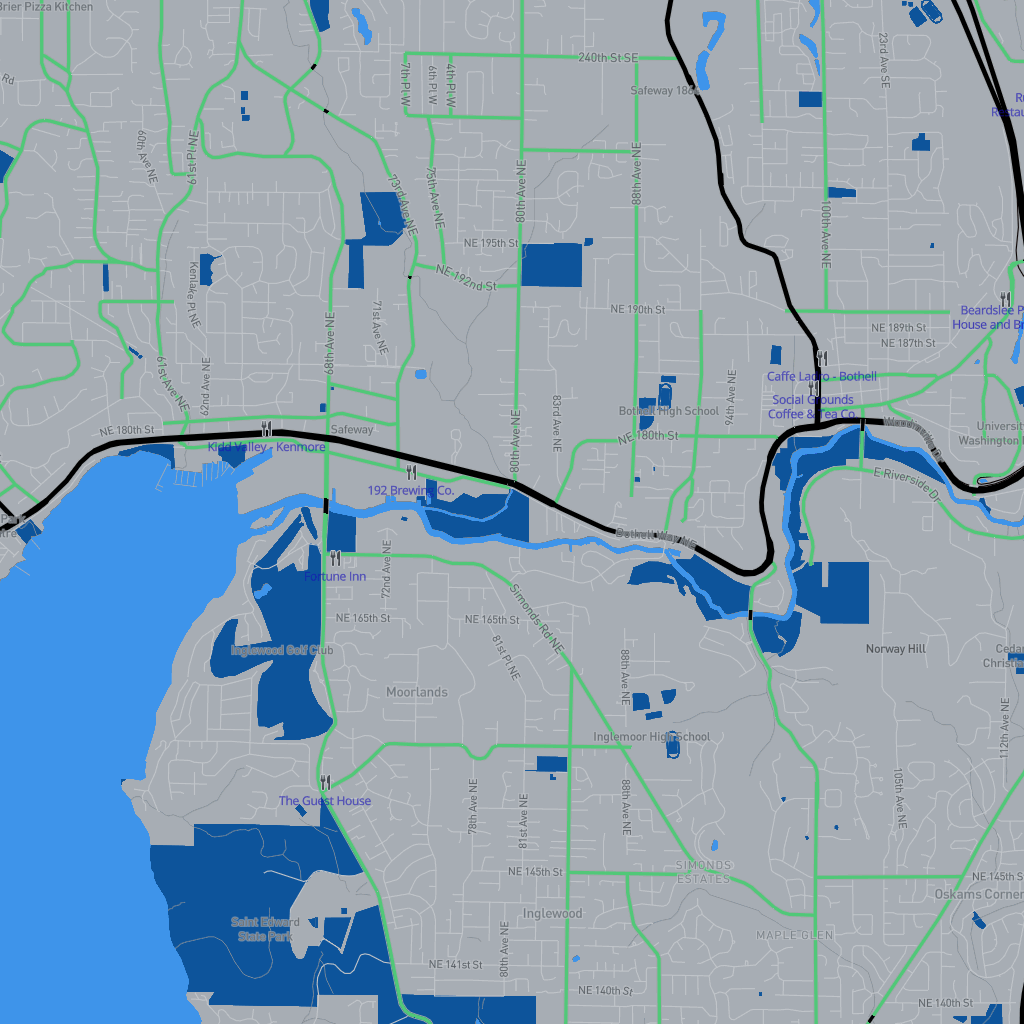 Brier Pizza Kitchen
240th St SE
23rd Ave SE
7th Pl W
6th Pl W
4th Pl W
Rd
Safeway 186
60th Ave NE
61st Pl NE
73rd Ave NE
75th Ave NE
80th Ave NE
88th Ave NE
100th Ave NE
NE 195th St
NE 192nd St
Kenlake Pl NE
68th Ave NE
71st Ave NE
NE 190th St
Beardslee P
House and Br
NE 189th St
NE 187th St
61st Ave NE
62nd Ave NE
94th Ave NE
Caffe Ladro - Bothell
Social Grounds
Coffee & Tea Co.
83rd Ave NE
80th Ave NE
Bothell High School
NE 180th St
Safeway
NE 180th St
Universit
Washington B
Kidd Valley - Kenmore
192 Brewing Co.
E Riverside Dr
Bothell Way NE
72nd Ave NE
Fortune Inn
Simonds Rd NE
NE 165th St
NE 165th St
81st Pl NE
88th Ave NE
Inglewood Golf Club
Norway Hill
Cedar
Christia
Moorlands
Inglemoor High School
112th Ave NE
The Guest House
78th Ave NE
81st Ave NE
88th Ave NE
105th Ave NE
NE 145th St
SIMONDS
ESTATES
NE 145th S
Oskams Corner
Saint Edward
State Park
Inglewood
80th Ave NE
MAPLE GLEN
NE 141st St
NE 140th St
NE 140th St